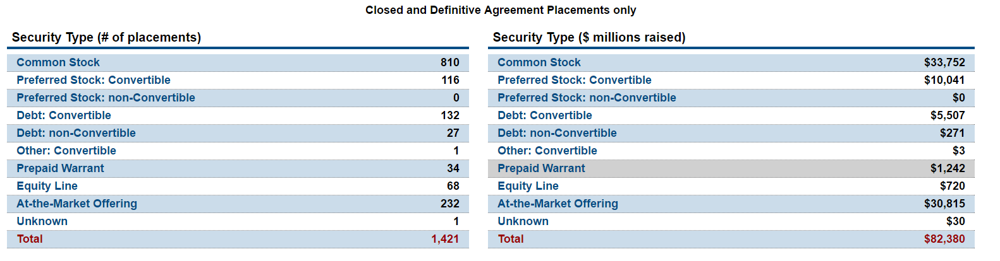 Closed and Definitive Agreement Placements only
Security Type (# of placements)
Common Stock 810
Preferred Stock: Convertible 116
Preferred Stock: non-Convertible 0
Debt: Convertible 132
Debt: non-Convertible 27
Other: Convertible 1
Prepaid Warrant 34
Equity Line 68
At-the-Market Offering 232
Unknown 1
Total 1,421
Security Type ($ millions raised)
Common Stock $33,752
Preferred Stock: Convertible $10,041
Preferred Stock: non-Convertible $0
Debt: Convertible $5,507
Debt: non-Convertible $271
Other: Convertible $3
Prepaid Warrant $1,242
Equity Line $720
At-the-Market Offering $30,815
Unknown $30
Total $82,380